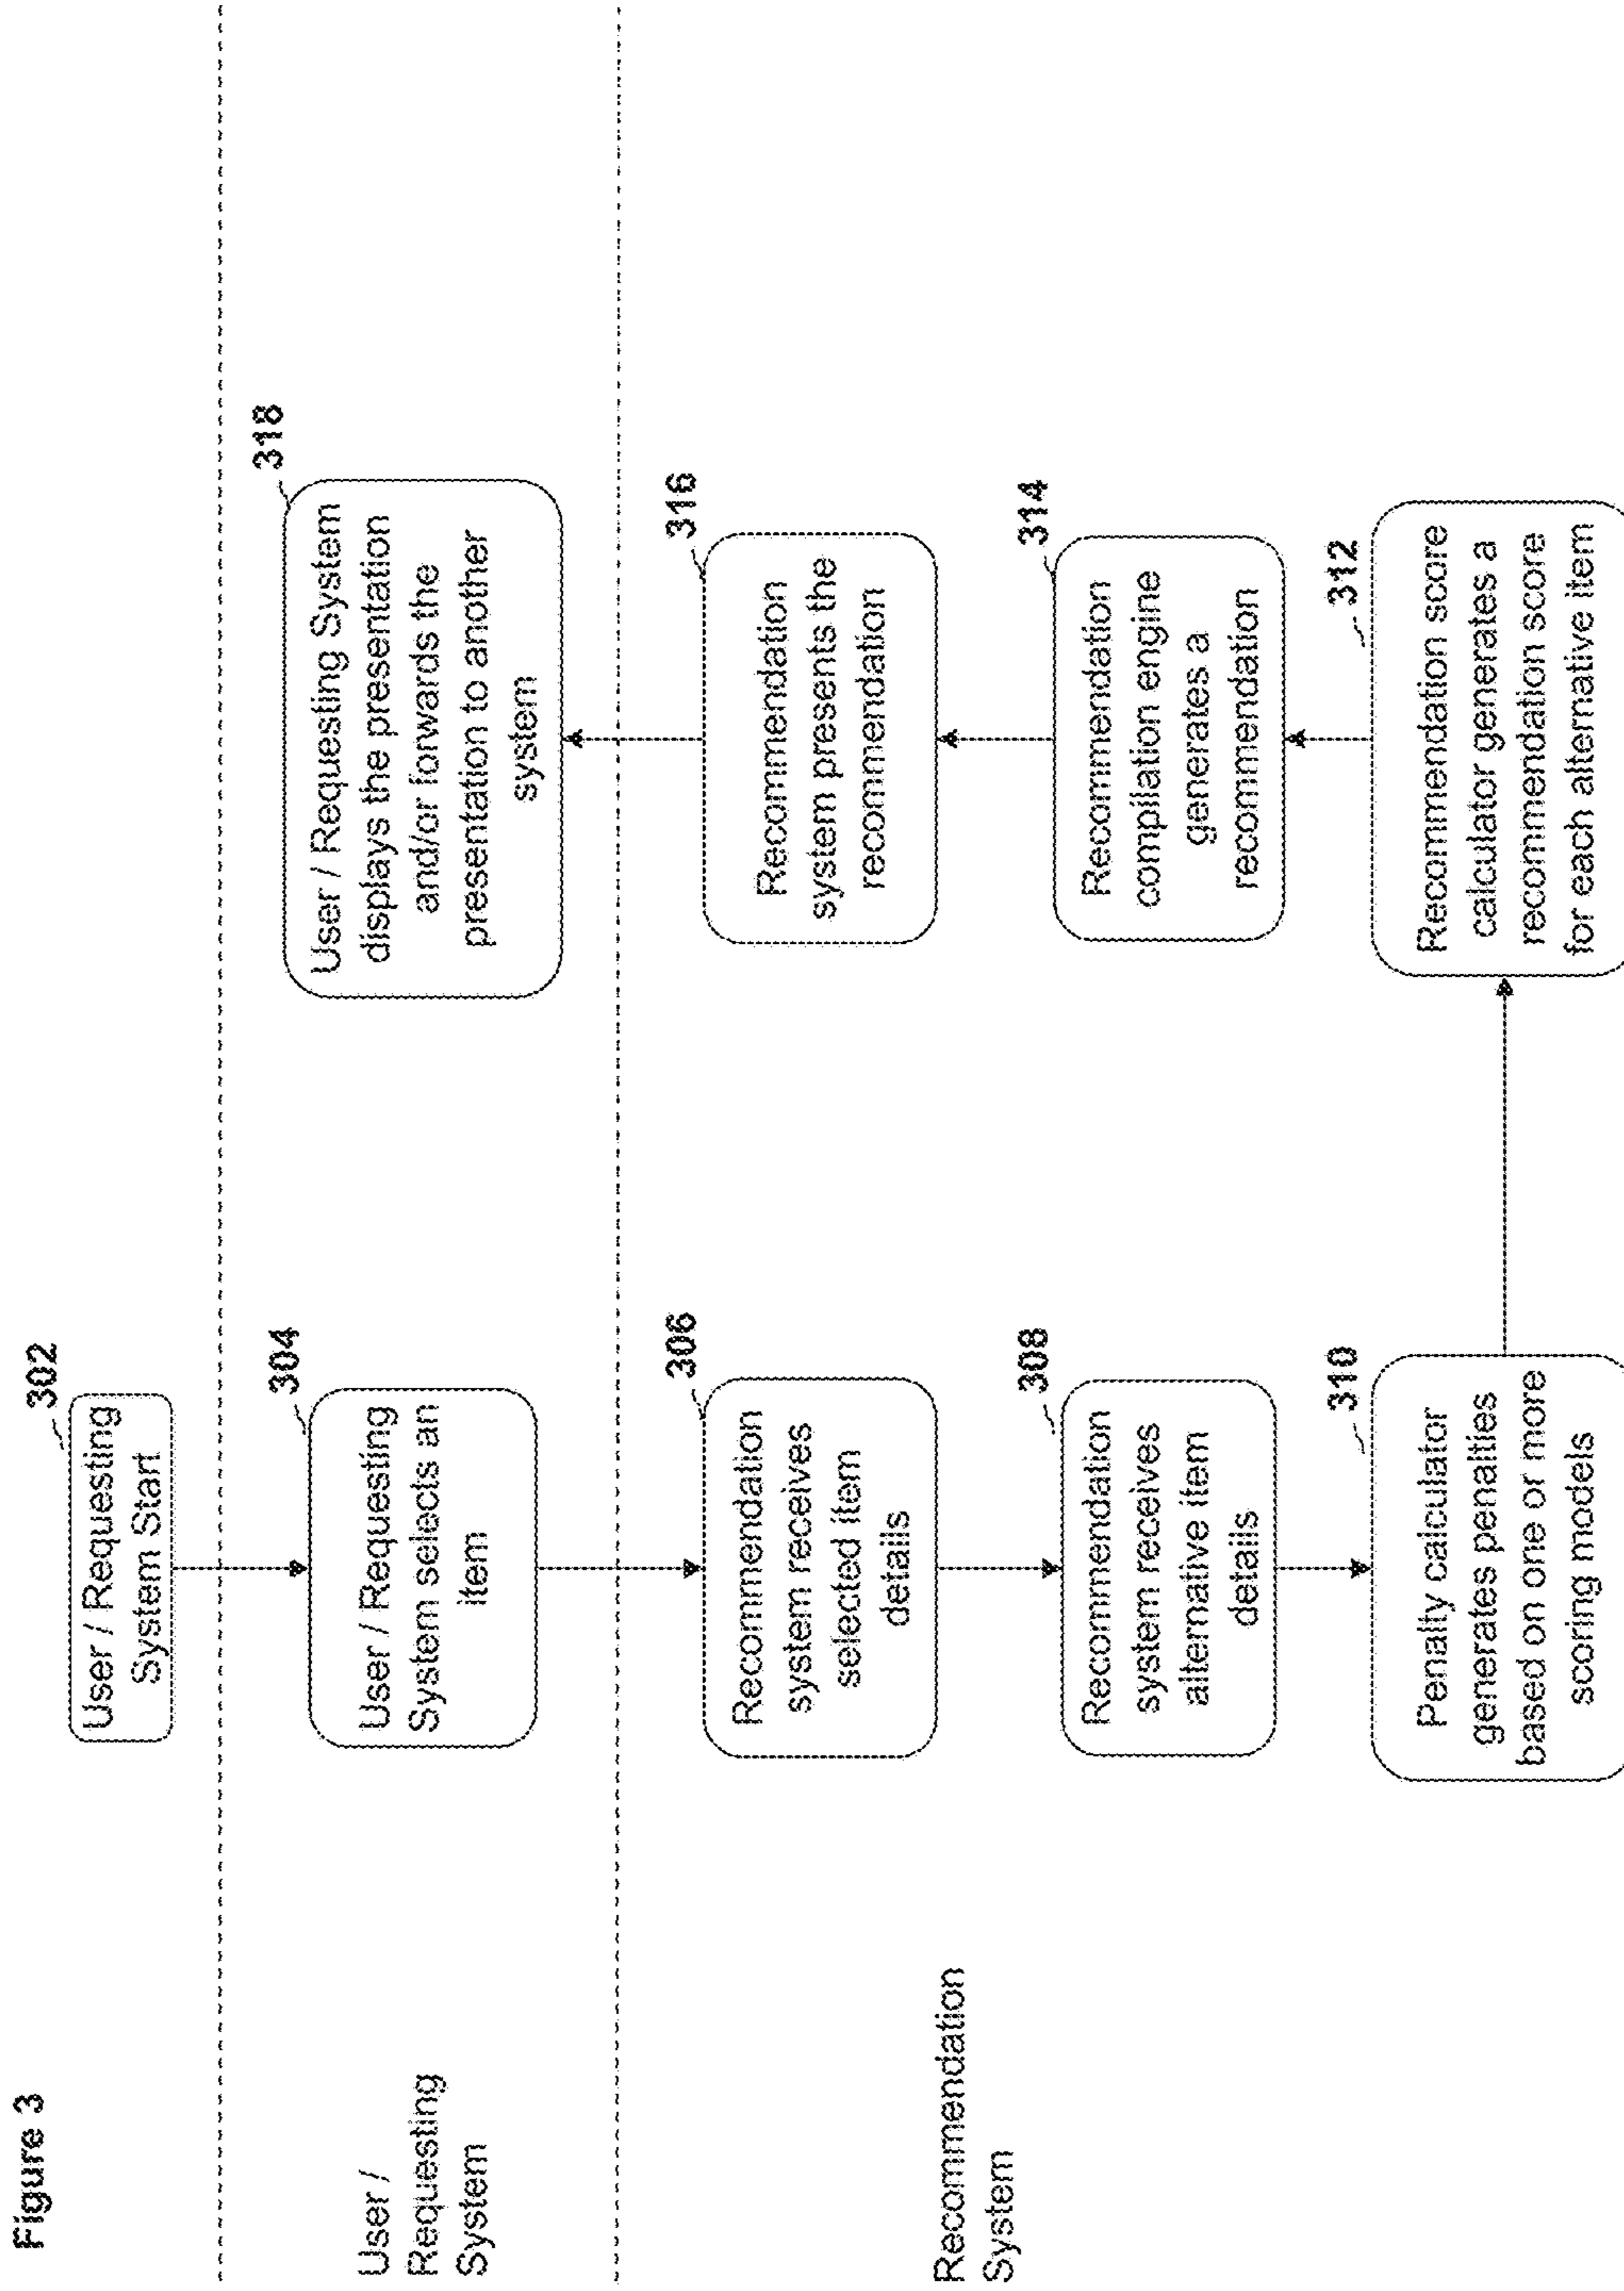 Figure 3
302
User / Requesting
System Start
User /
Requesting
System
304
User / Requesting
System selects an
item
318
User / Requesting System
displays the presentation
and/or forwards the
presentation to another
system
Recommendation
System
306
Recommendation
system receives
selected item
details
308
Recommendation
system receives
alternative item
details
310
Penalty calculator
generates penalties
based on one or more
scoring models
312
Recommendation score
calculator generates a
recommendation score
for each alternative item
314
Recommendation
compilation engine
generates a
recommendation
316
Recommendation
system presents the
recommendation